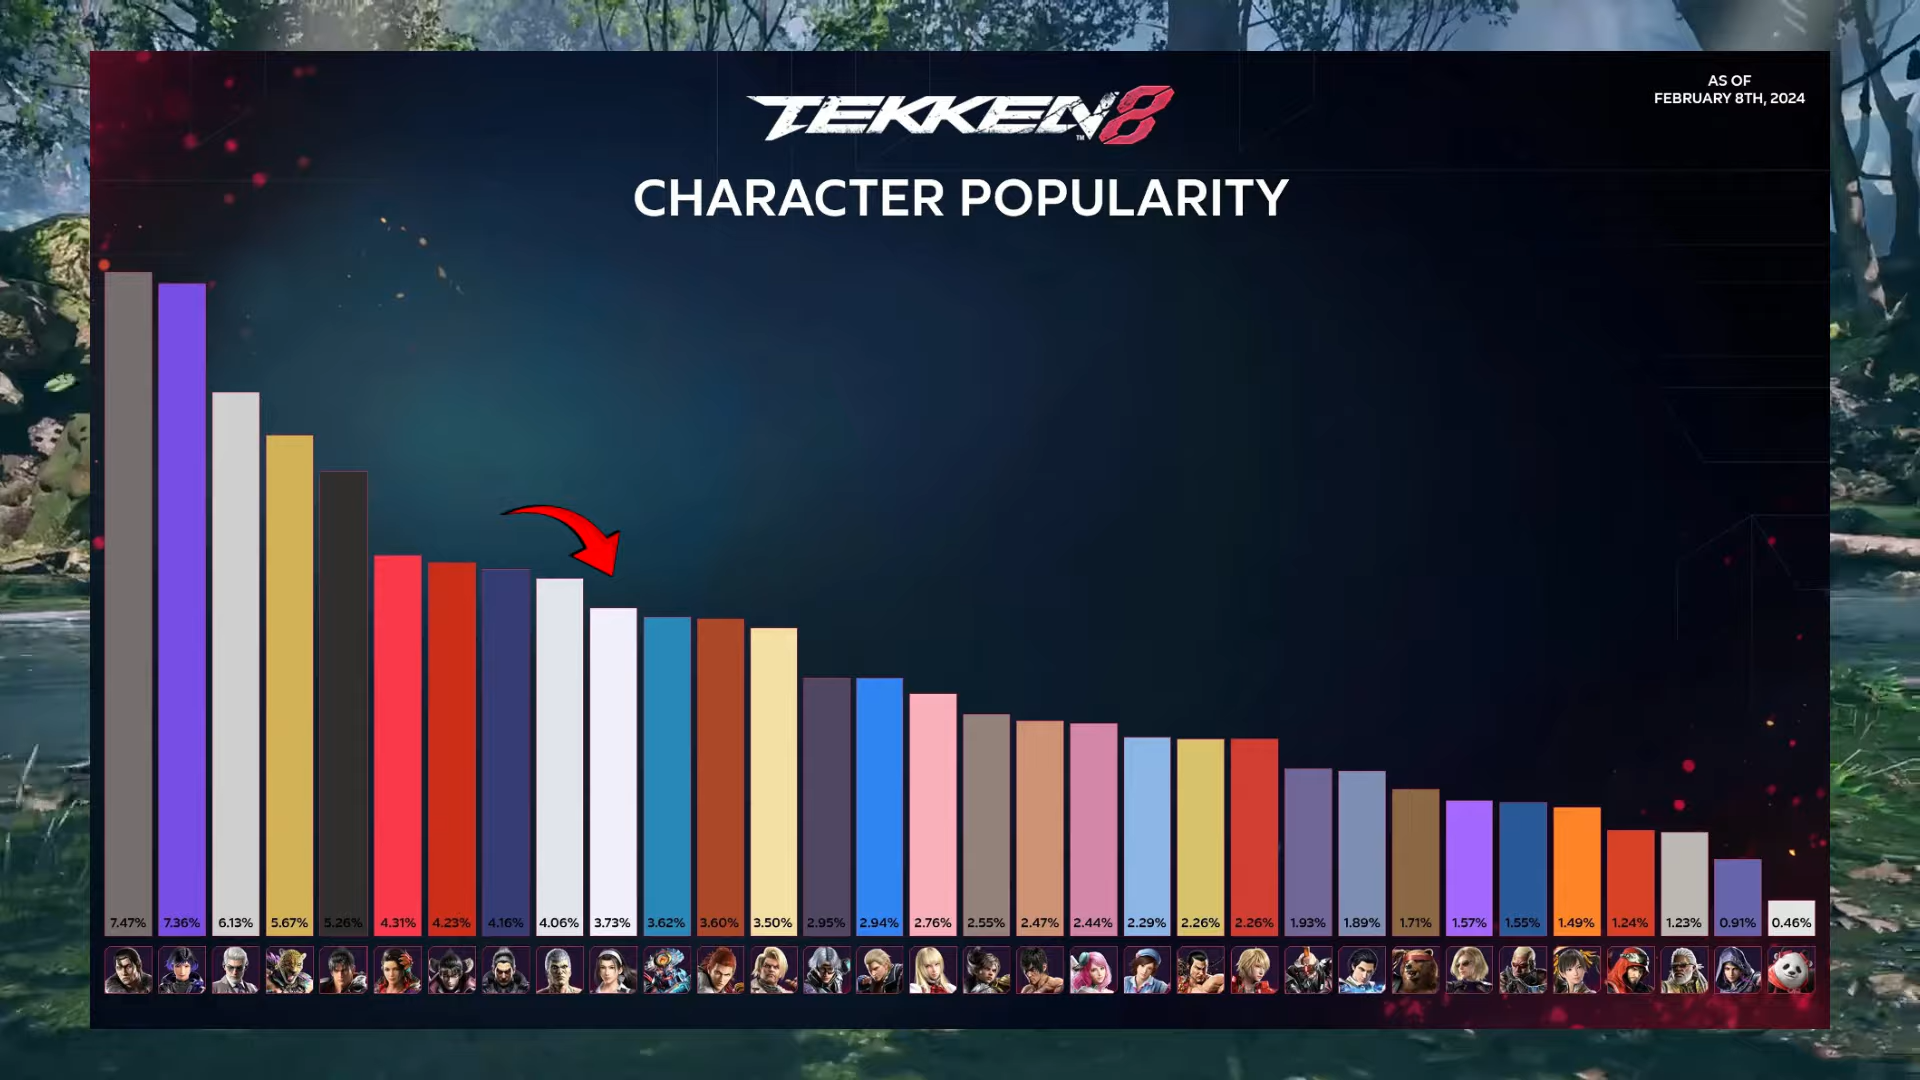 AS OF
FEBRUARY 8TH, 2024
TEKKEN 8
TM
CHARACTER POPULARITY
7.47% 7.36% 6.13% 5.67% 5.26% 4.31% 4.23% 4.16% 4.06% 3.73% 3.62% 3.60% 3.50% 2.95% 2.94% 2.76% 2.55% 2.47% 2.44% 2.29% 2.26% 2.26% 1.93% 1.89% 1.71% 1.57% 1.55% 1.49% 1.24% 1.23% 0.91% 0.46%